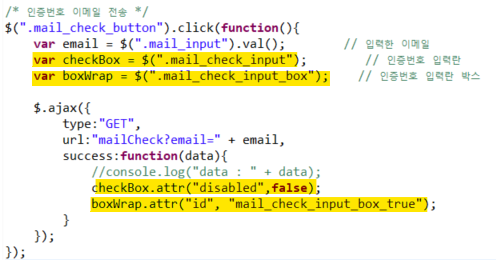 /* 인증번호 이메일 전송 */
$(".mail_check_button").click(function(){
var email = $(".mail_input").val(); // 입력한 이메일
var checkBox = $(".mail_check_input"); // 인증번호 입력란
var boxWrap = $(".mail_check_input_box"); // 인증번호 입력란 박스
$.ajax({
type:"GET",
url:"mailCheck?email=" + email,
success:function(data){
//console.log("data : " + data);
checkBox.attr("disabled",false);
boxWrap.attr("id", "mail_check_input_box_true");
}
});
});